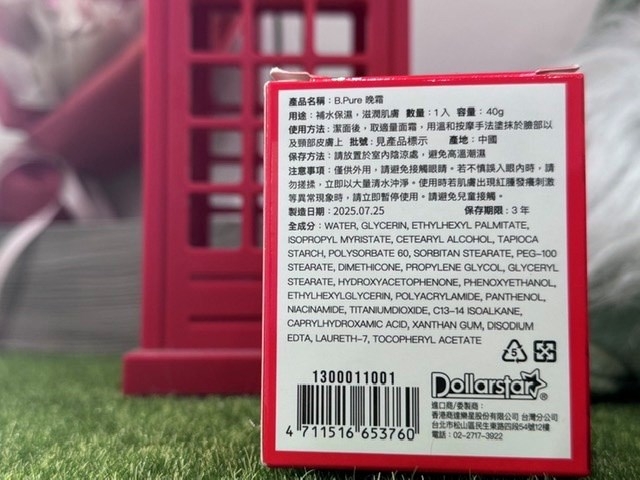 產品名稱：B.Pure 晚霜
用途：補水保濕，滋潤肌膚 數量：1入 容量：40g
使用方法：潔面後，取適量面霜，用溫和按摩手法塗抹於臉部以
及頸部皮膚上 批號：見產品標示 產地：中國
保存方法：請放置於室內陰涼處，避免高溫潮濕
注意事項：僅供外用，請避免接觸眼睛。若不慎誤入眼內時，請
勿搓揉，立即以大量清水沖淨。使用時若肌膚出現紅腫發癢刺激
等異常現象時，請立即暫停使用。請避免兒童接觸。
製造日期：2025.07.25 保存期限：3 年
全成分：WATER, GLYCERIN, ETHYLHEXYL PALMITATE,
ISOPROPYL MYRISTATE, CETEARYL ALCOHOL, TAPIOCA
STARCH, POLYSORBATE 60, SORBITAN STEARATE, PEG-100
STEARATE, DIMETHICONE, PROPYLENE GLYCOL, GLYCERYL
STEARATE, HYDROXYACETOPHENONE, PHENOXYETHANOL,
ETHYLHEXYLGLYCERIN, POLYACRYLAMIDE, PANTHENOL,
NIACINAMIDE, TITANIUMDIOXIDE, C13-14 ISOALKANE,
CAPRYLHYDROXAMIC ACID, XANTHAN GUM, DISODIUM
EDTA, LAURETH-7, TOCOPHERYL ACETATE
5
1300011001
4 711516 653760
Dollarstar®
進口商/委製商：
香港商達樂星股份有限公司 台灣分公司
台北市松山區民生東路四段54號12樓
電話：02-2717-3922